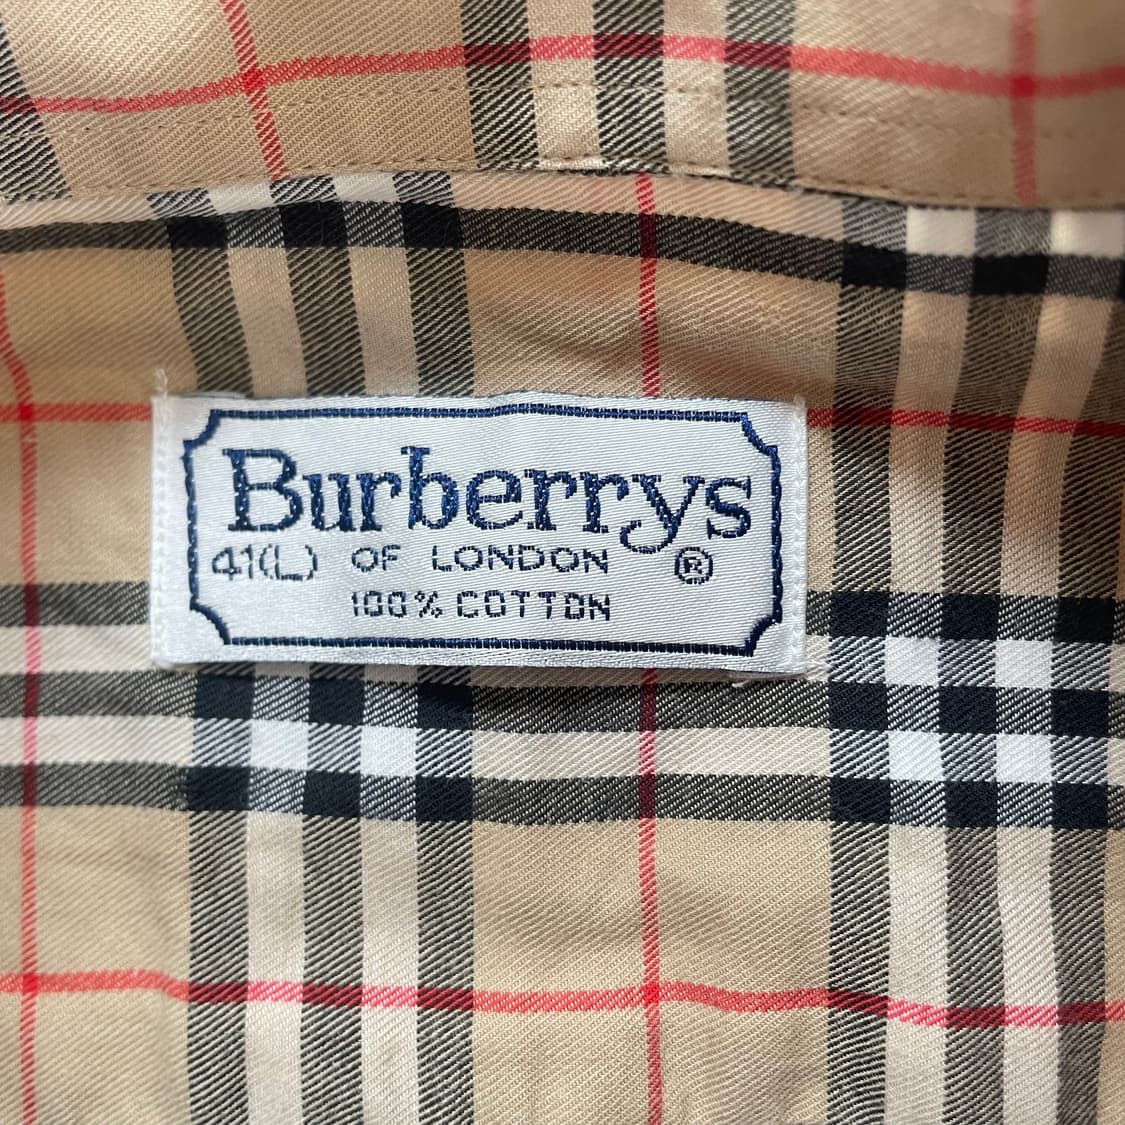 Burberrys
41(L) OF LONDON ®
100% COTTON